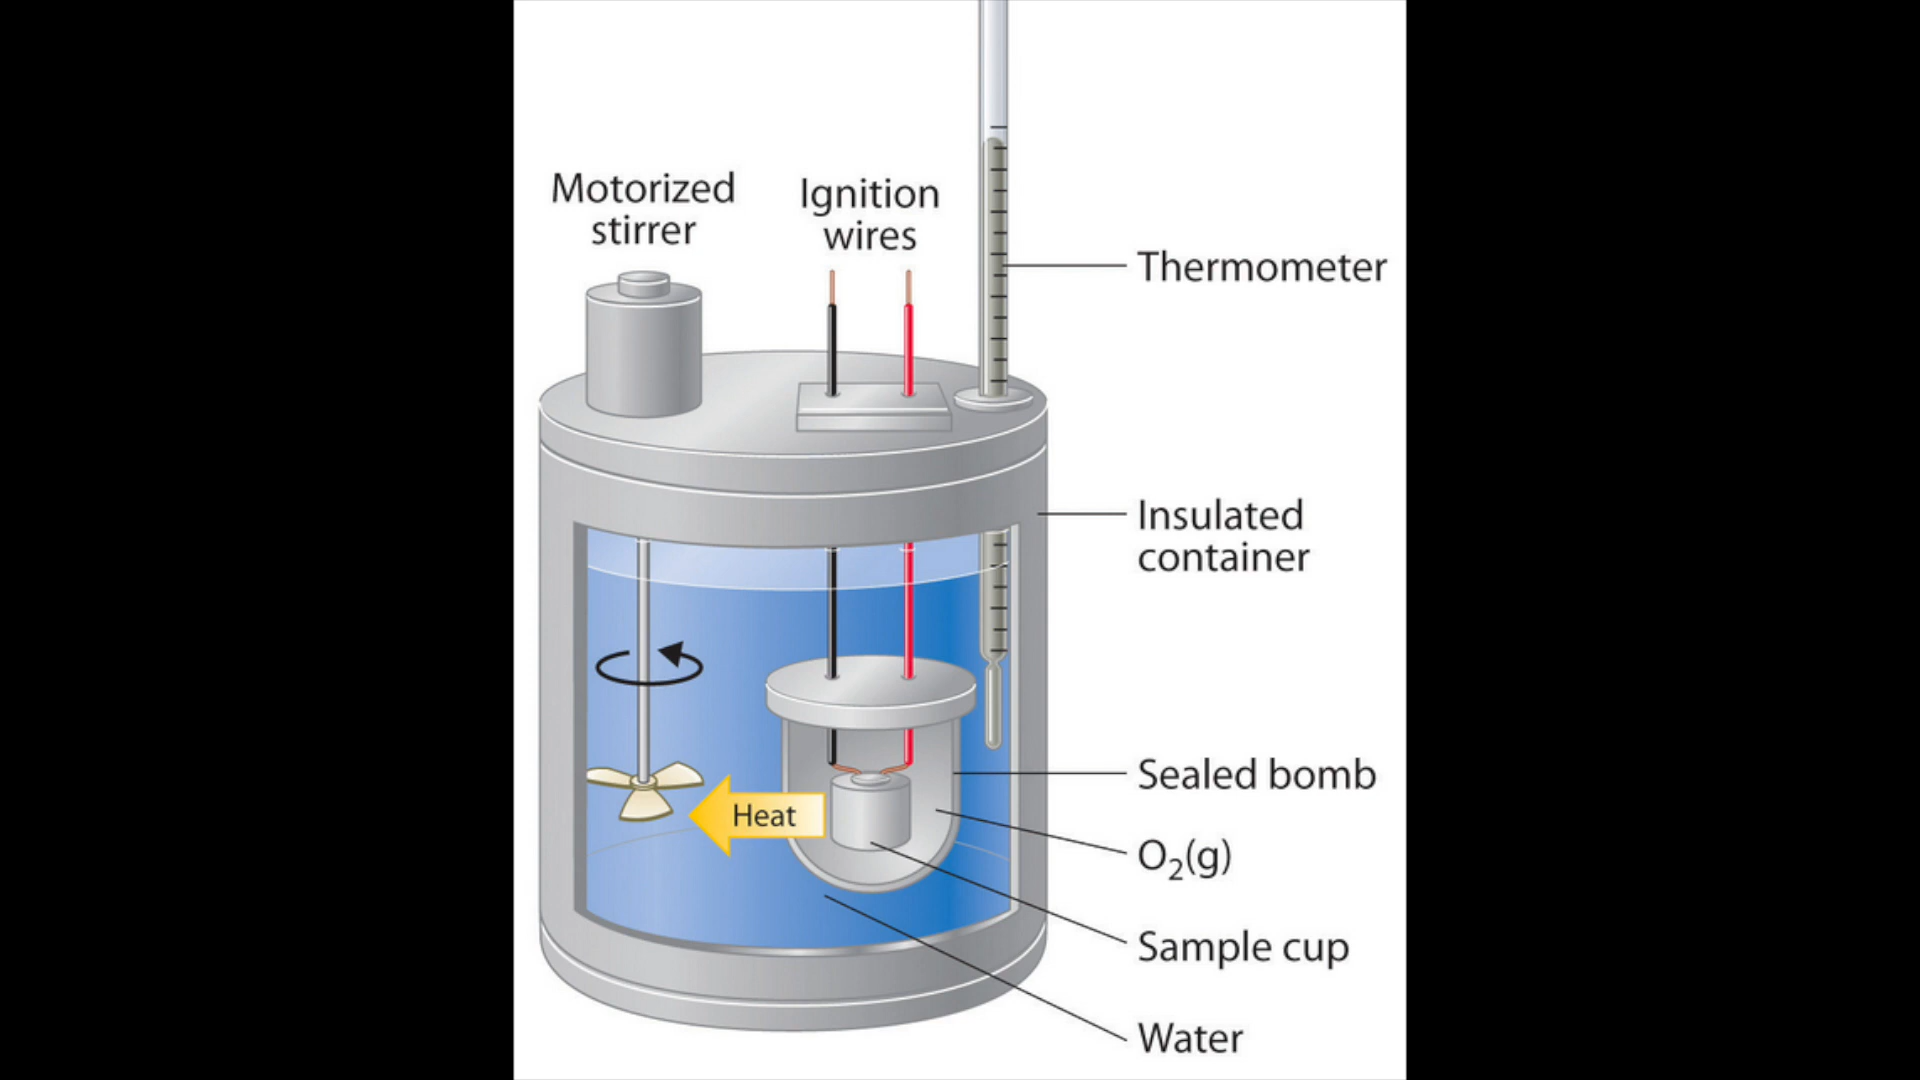 Motorized
stirrer
Ignition
wires
Thermometer
Insulated
container
Sealed bomb
Heat
O₂(g)
Sample cup
Water